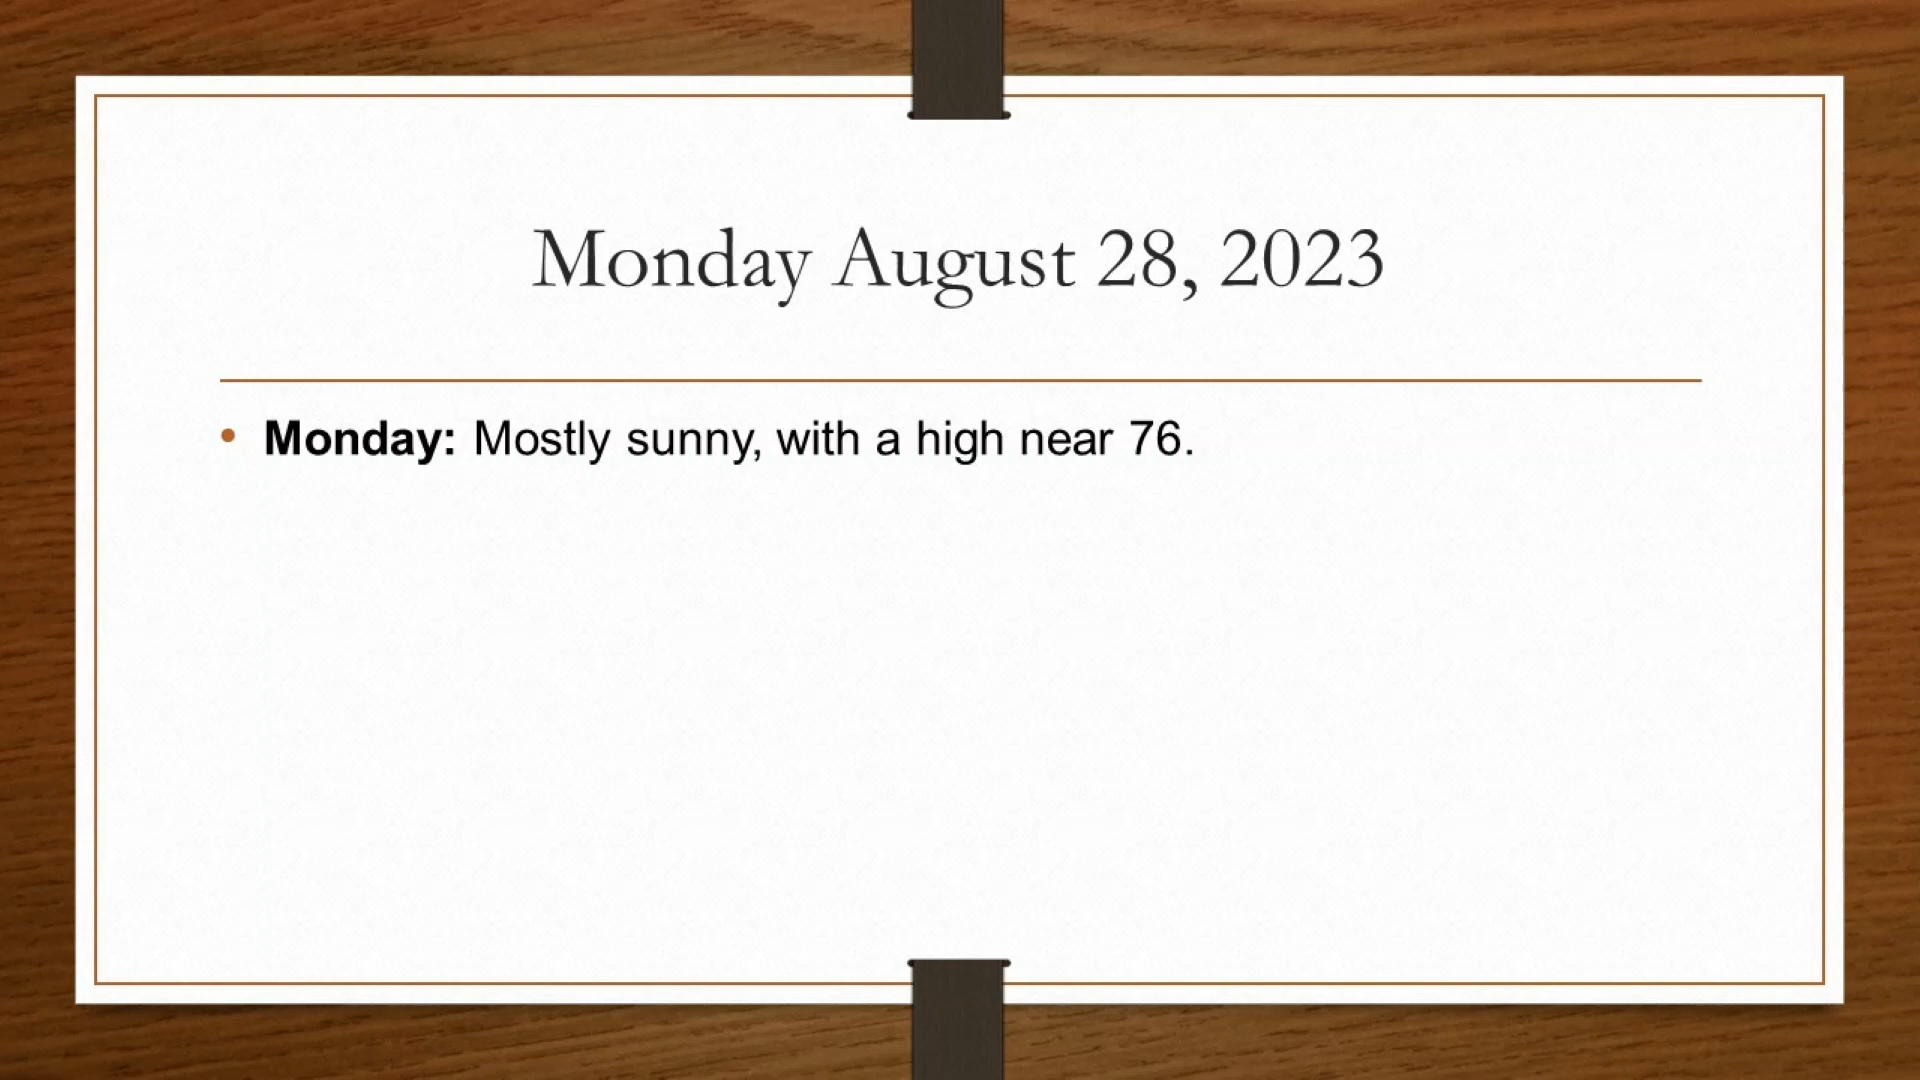 Monday August 28, 2023
• Monday: Mostly sunny, with a high near 76.